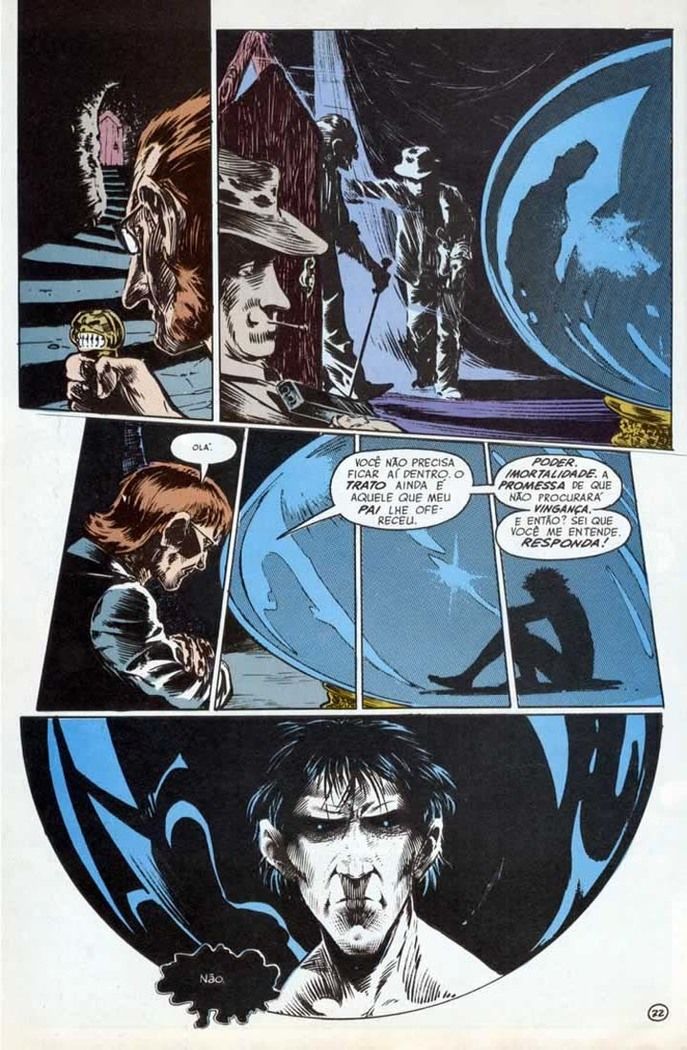 OLÁ.
VOCÊ NÃO PRECISA
FICAR AÍ DENTRO. O
TRATO AINDA É
AQUELE QUE MEU
PAI LHE OFE-
RECEU.
PODER.
IMORTALIDADE. A
PROMESSA DE QUE
NÃO PROCURARÁ
VINGANÇA.
E ENTÃO? SEI QUE
VOCÊ ME ENTENDE.
RESPONDA!
NÃO.
22